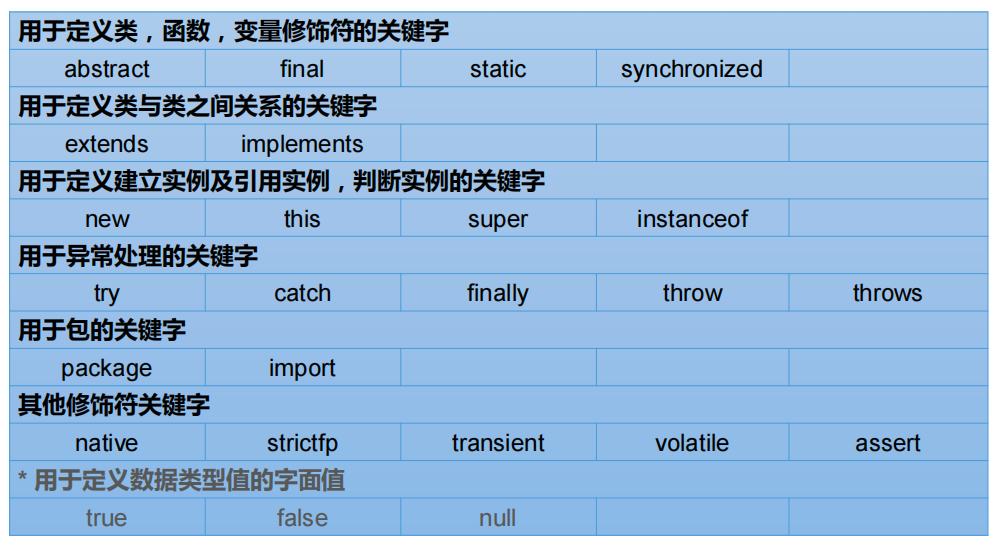 用于定义类，函数，变量修饰符的关键字
abstract final static synchronized
用于定义类与类之间关系的关键字
extends implements
用于定义建立实例及引用实例，判断实例的关键字
new this super instanceof
用于异常处理的关键字
try catch finally throw throws
用于包的关键字
package import
其他修饰符关键字
native strictfp transient volatile assert
* 用于定义数据类型值的字面值
true false null